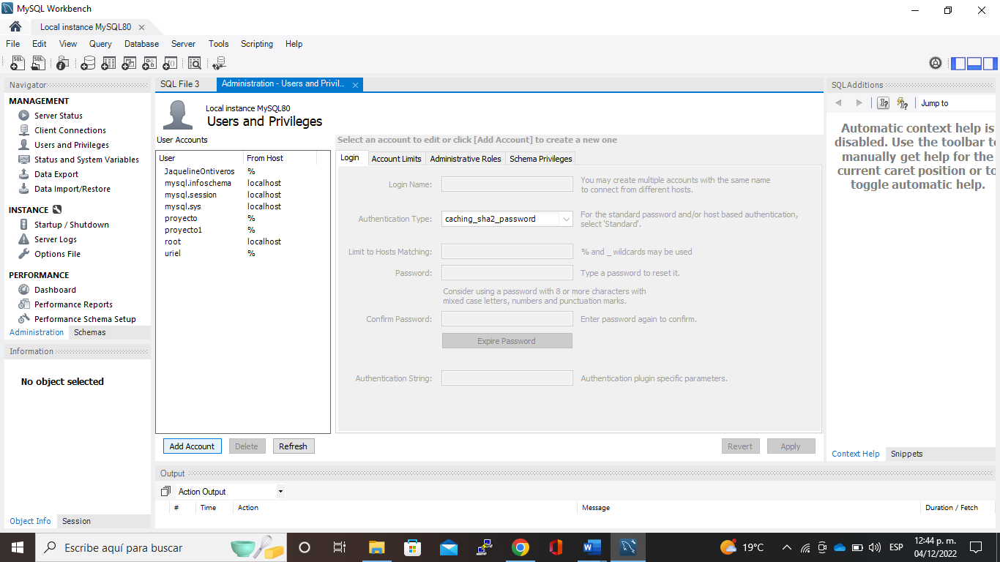 MySQL Workbench
Local instance MySQL80
File Edit View Query Database Server Tools Scripting Help
Navigator
MANAGEMENT
Server Status
Client Connections
Users and Privileges
Status and System Variables
Data Export
Data Import/Restore
INSTANCE
Startup / Shutdown
Server Logs
Options File
PERFORMANCE
Dashboard
Performance Reports
Performance Schema Setup
Administration Schemas
Information
No object selected
Object Info Session
SQL File 3 Administration - Users and Privil...
Local instance MySQL80
Users and Privileges
User Accounts
User From Host
JaquelineOntiveros %
mysql.infoschema localhost
mysql.session localhost
mysql.sys localhost
proyecto %
proyecto1 %
root localhost
uriel %
Add Account Delete Refresh
Select an account to edit or click [Add Account] to create a new one
Login Account Limits Administrative Roles Schema Privileges
Login Name: You may create multiple accounts with the same name
to connect from different hosts.
Authentication Type: caching_sha2_password For the standard password and/or host based authentication,
select 'Standard'.
Limit to Hosts Matching: % and _ wildcards may be used
Password: Type a password to reset it.
Consider using a password with 8 or more characters with
mixed case letters, numbers and punctuation marks.
Confirm Password: Enter password again to confirm.
Expire Password
Authentication String: Authentication plugin specific parameters.
Revert Apply
Output
Action Output
# Time Action Message Duration / Fetch
SQLAdditions
Jump to
Automatic context help is
disabled. Use the toolbar to
manually get help for the
current caret position or to
toggle automatic help.
Context Help Snippets
Escribe aquí para buscar
19°C
ESP
12:44 p. m.
04/12/2022